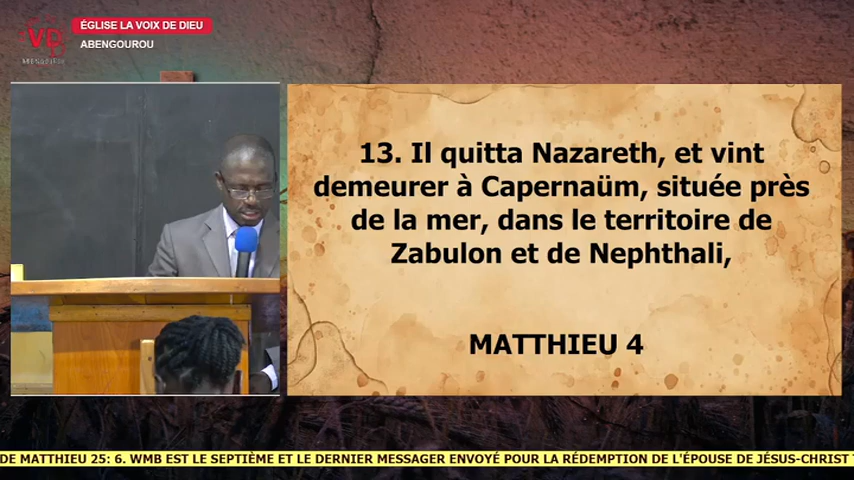 VD
ÉGLISE LA VOIX DE DIEU
ABENGOUROU
13. Il quitta Nazareth, et vint
demeurer à Capernaüm, située près
de la mer, dans le territoire de
Zabulon et de Nephthali,
MATTHIEU 4
DE MATTHIEU 25: 6. WMB EST LE SEPTIÈME ET LE DERNIER MESSAGER ENVOYÉ POUR LA RÉDEMPTION DE L'ÉPOUSE DE JÉSUS-CHRIST